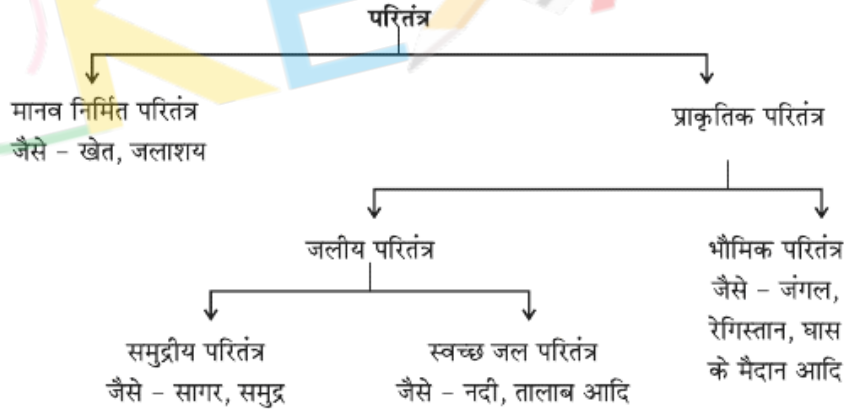 परितंत्र
मानव निर्मित परितंत्र
जैसे – खेत, जलाशय
प्राकृतिक परितंत्र
जलीय परितंत्र
भौमिक परितंत्र
जैसे – जंगल,
रेगिस्तान, घास
के मैदान आदि
समुद्रीय परितंत्र
जैसे – सागर, समुद्र
स्वच्छ जल परितंत्र
जैसे – नदी, तालाब आदि